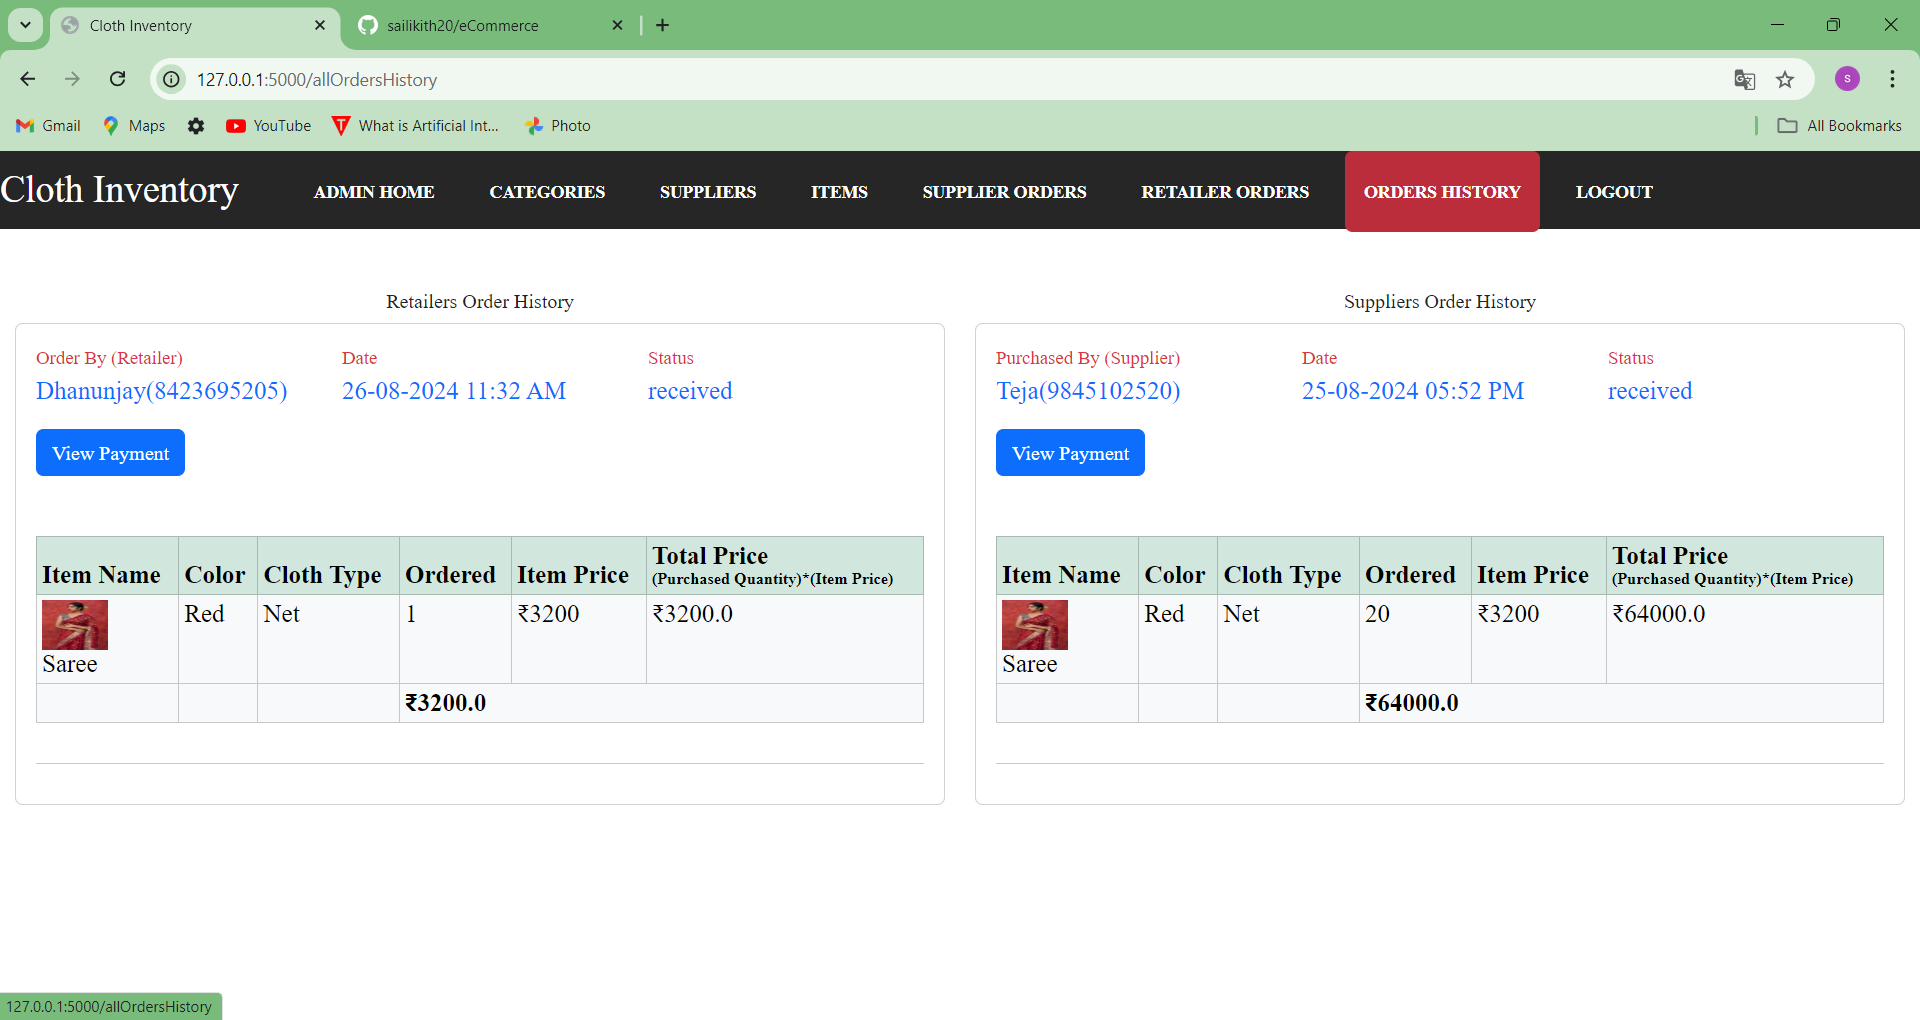 Cloth Inventory
sailikith20/eCommerce
127.0.0.1:5000/allOrdersHistory
S
Gmail
Maps
YouTube
What is Artificial Int...
Photo
All Bookmarks
Cloth Inventory
ADMIN HOME
CATEGORIES
SUPPLIERS
ITEMS
SUPPLIER ORDERS
RETAILER ORDERS
ORDERS HISTORY
LOGOUT
Retailers Order History
Order By (Retailer) Date Status
Dhanunjay(8423695205) 26-08-2024 11:32 AM received
View Payment
Item Name Color Cloth Type Ordered Item Price Total Price
(Purchased Quantity)*(Item Price)
Red Net 1 ₹3200 ₹3200.0
Saree
₹3200.0
Suppliers Order History
Purchased By (Supplier) Date Status
Teja(9845102520) 25-08-2024 05:52 PM received
View Payment
Item Name Color Cloth Type Ordered Item Price Total Price
(Purchased Quantity)*(Item Price)
Red Net 20 ₹3200 ₹64000.0
Saree
₹64000.0
127.0.0.1:5000/allOrdersHistory